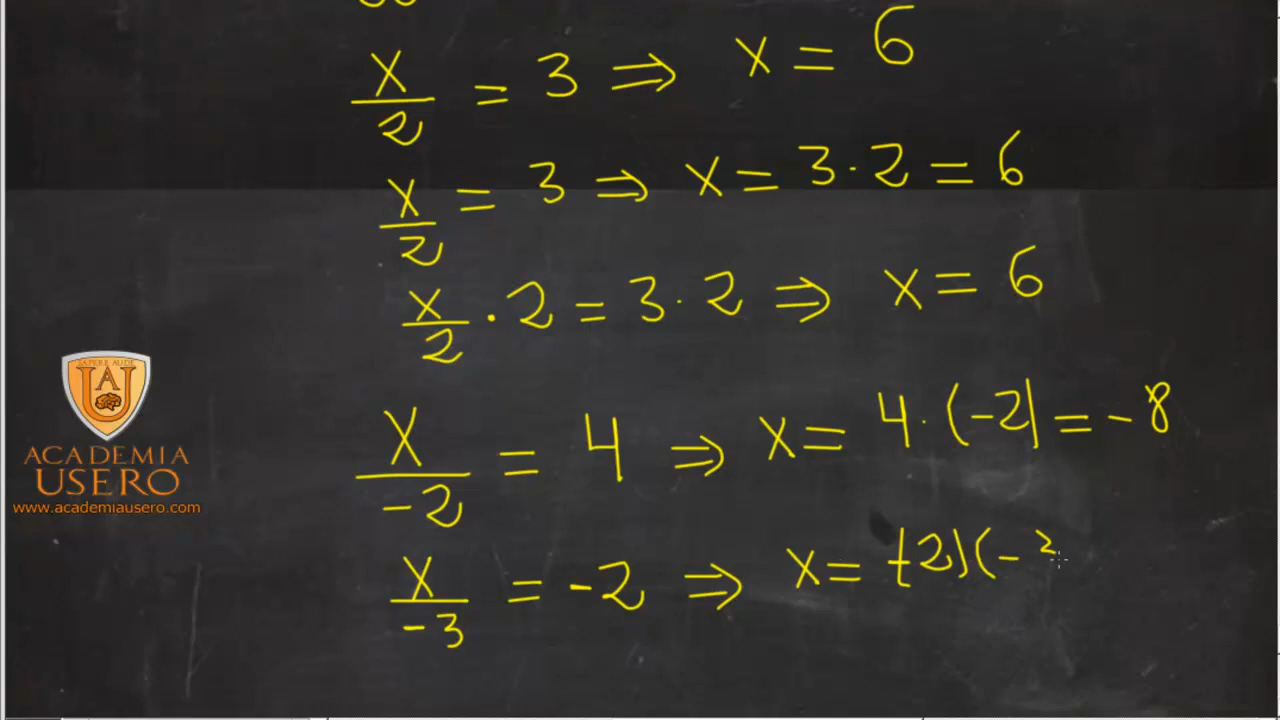 x/2 = 3 ⇒ x = 6
x/2 = 3 ⇒ x = 3·2 = 6
x/2 · 2 = 3·2 ⇒ x = 6
x/-2 = 4 ⇒ x = 4·(-2) = -8
x/-3 = -2 ⇒ x = (-2)(-
SAPERE AUDE
UA
ACADEMIA
USERO
www.academiausero.com